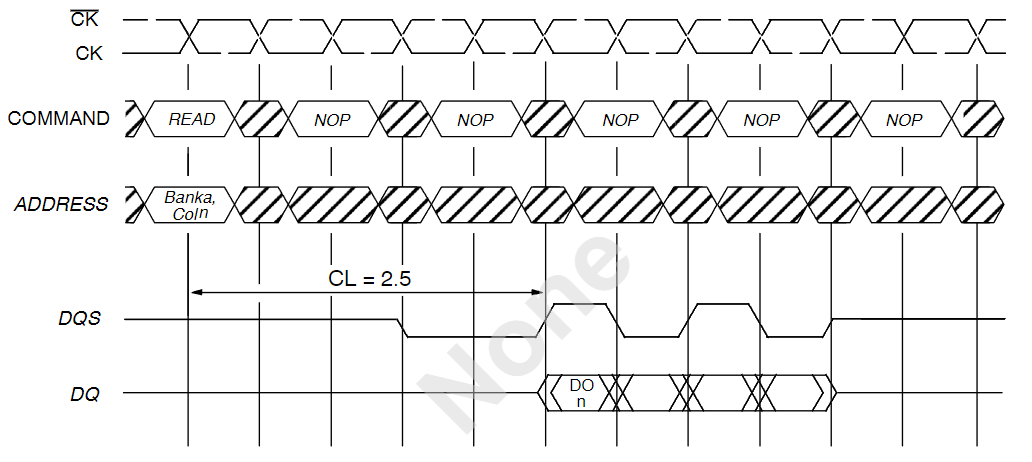 CK
CK
COMMAND
READ
NOP
NOP
NOP
NOP
NOP
ADDRESS
Banka,
Coln
CL = 2.5
DQS
DQ
DO
n
None